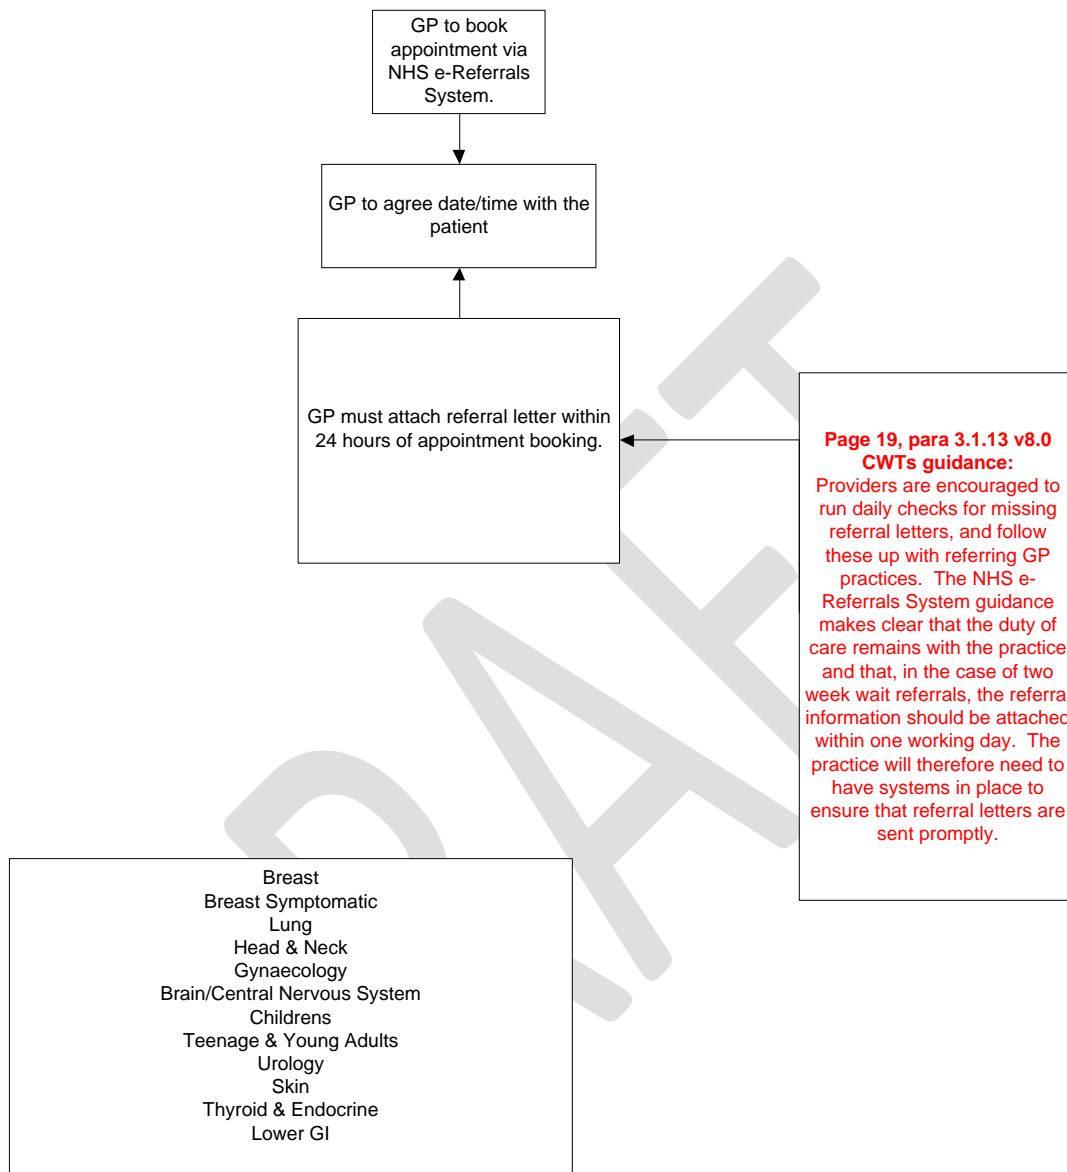 GP to book
appointment via
NHS e-Referrals
System.
GP to agree date/time with the
patient
GP must attach referral letter within
24 hours of appointment booking.
Page 19, para 3.1.13 v8.0
CWTs guidance:
Providers are encouraged to
run daily checks for missing
referral letters, and follow
these up with referring GP
practices. The NHS e-
Referrals System guidance
makes clear that the duty of
care remains with the practice
and that, in the case of two
week wait referrals, the referra
information should be attached
within one working day. The
practice will therefore need to
have systems in place to
ensure that referral letters are
sent promptly.
Breast
Breast Symptomatic
Lung
Head & Neck
Gynaecology
Brain/Central Nervous System
Childrens
Teenage & Young Adults
Urology
Skin
Thyroid & Endocrine
Lower GI
DRAFT